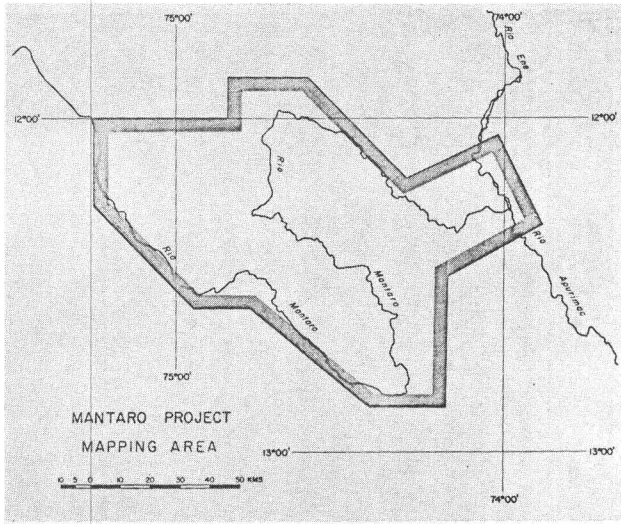 75°00'
74°00'
Rio
Ene
12°00'
12°00'
Rio
Rio
Rio
Mantaro
Apurimac
Mantaro
75°00'
MANTARO PROJECT
MAPPING AREA
13°00'
13°00'
10 5 0 10 20 30 40 50 KMS
74°00'